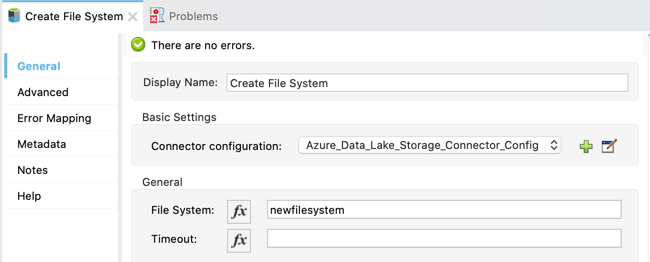 Create File System
Problems
There are no errors.
General
Advanced
Error Mapping
Metadata
Notes
Help
Display Name: Create File System
Basic Settings
Connector configuration: Azure_Data_Lake_Storage_Connector_Config
General
File System: fx newfilesystem
Timeout: fx